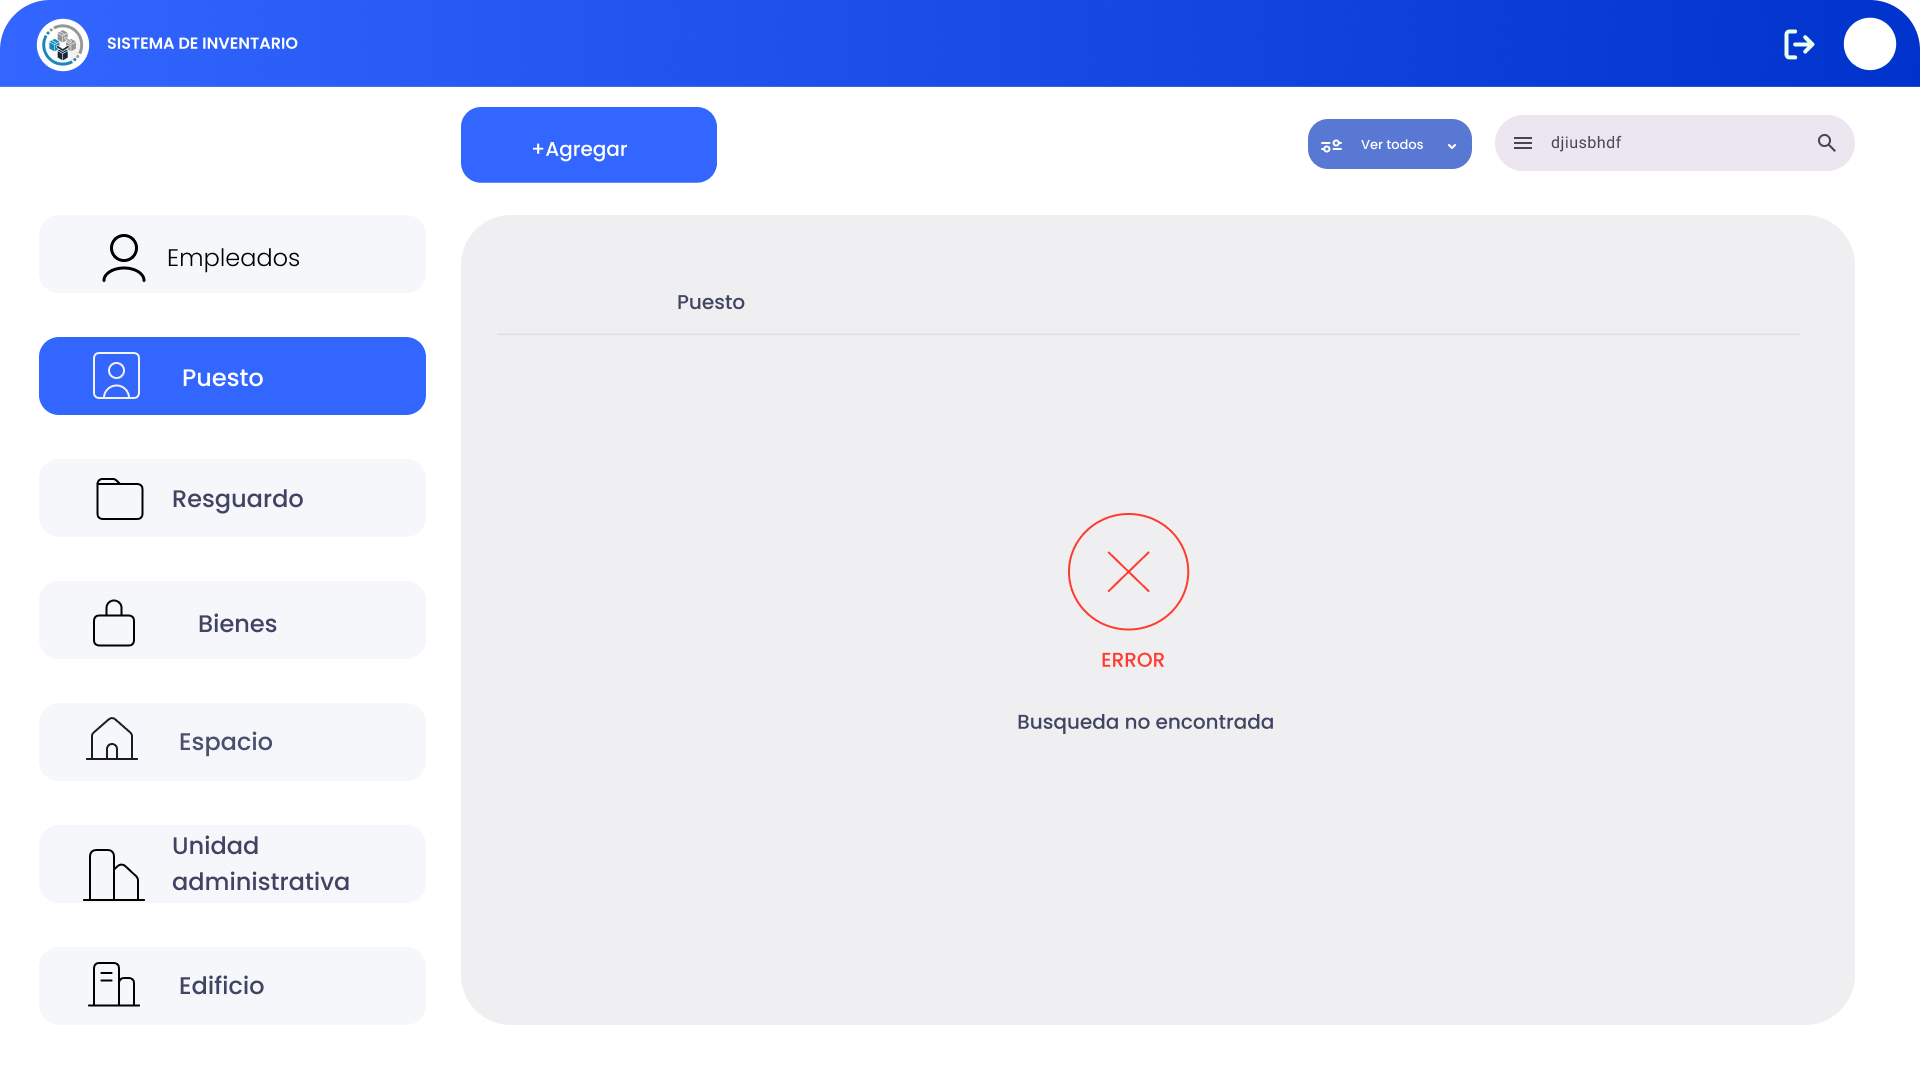 SISTEMA DE INVENTARIO
+Agregar
Ver todos
djiusbhdf
Empleados
Puesto
Resguardo
Bienes
Espacio
Unidad
administrativa
Edificio
Puesto
ERROR
Busqueda no encontrada